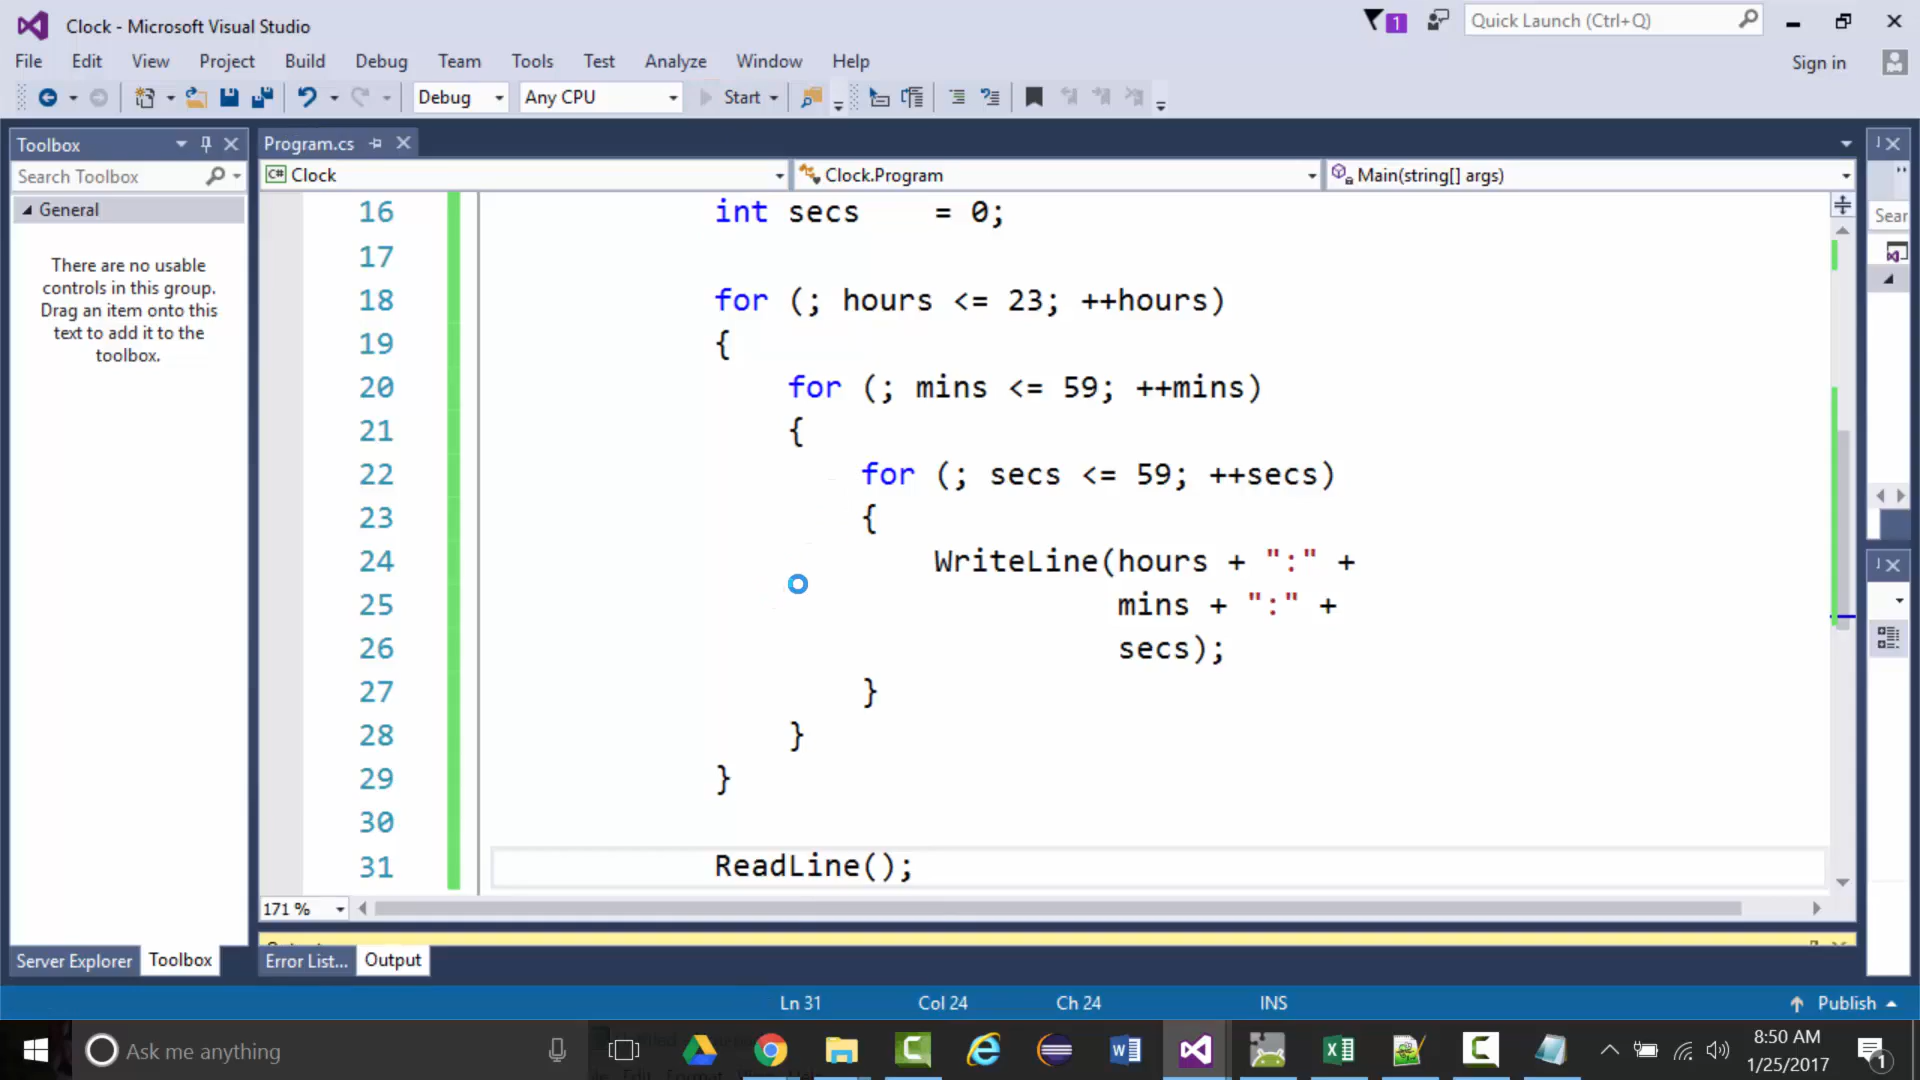 Clock - Microsoft Visual Studio
1
Quick Launch (Ctrl+Q)
File Edit View Project Build Debug Team Tools Test Analyze Window Help
Sign in
Debug Any CPU Start
Toolbox
Program.cs
Search Toolbox
C# Clock
Clock.Program
Main(string[] args)
General
There are no usable
controls in this group.
Drag an item onto this
text to add it to the
toolbox.
Sear
16 int secs = 0;
17
18 for (; hours <= 23; ++hours)
19 {
20 for (; mins <= 59; ++mins)
21 {
22 for (; secs <= 59; ++secs)
23 {
24 WriteLine(hours + ":" +
25 mins + ":" +
26 secs);
27 }
28 }
29 }
30
31 ReadLine();
171 %
Server Explorer Toolbox
Error List... Output
Ln 31 Col 24 Ch 24 INS
Publish
Ask me anything
8:50 AM
1/25/2017
1